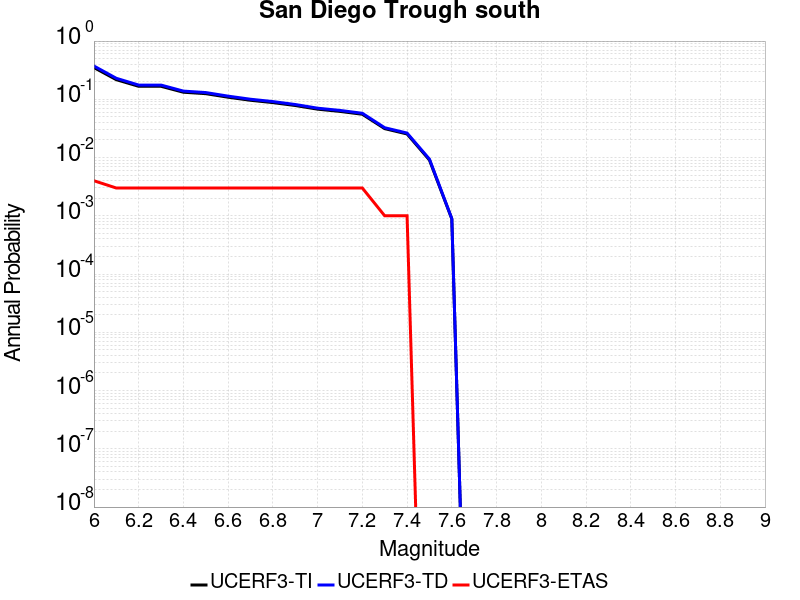 San Diego Trough south
10 0
10 -1
10 -2
10 -3
10 -4
10 -5
10 -6
10 -7
10 -8
Annual Probability
6 6.2 6.4 6.6 6.8 7 7.2 7.4 7.6 7.8 8 8.2 8.4 8.6 8.8 9
Magnitude
UCERF3-TI UCERF3-TD UCERF3-ETAS